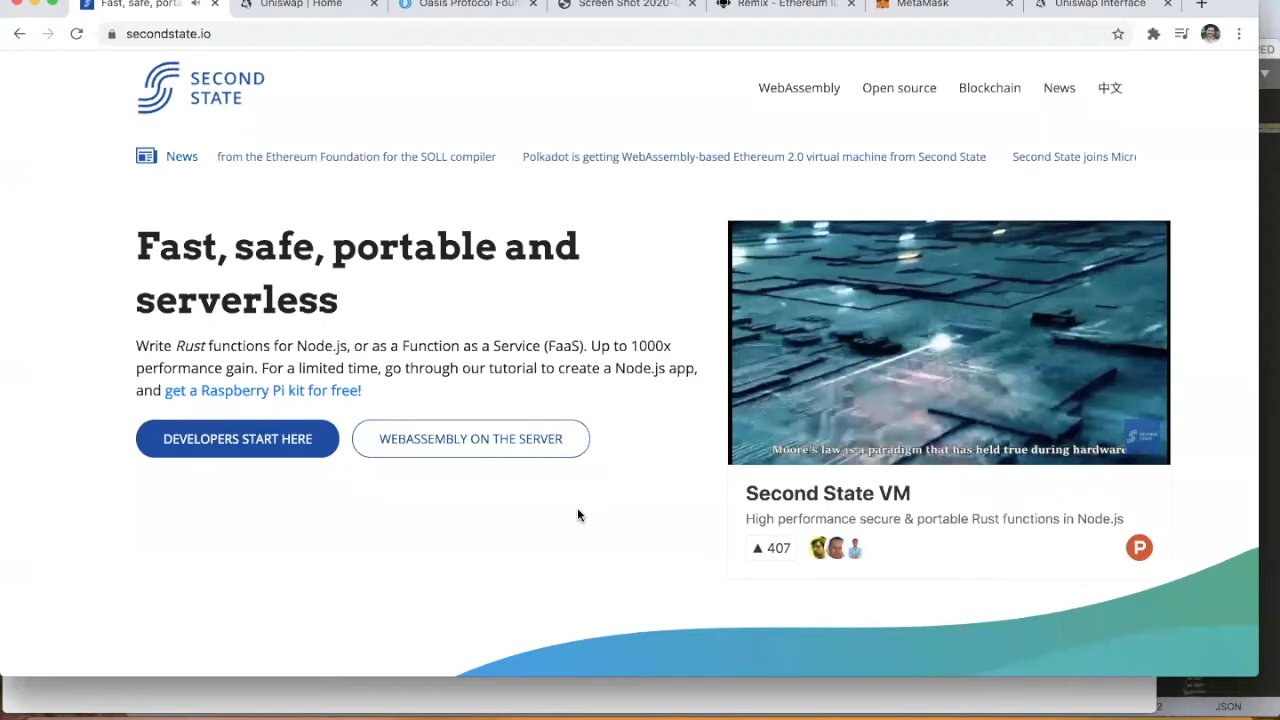 Fast, safe, porta
Uniswap | Home
Oasis Protocol Foun
Screen Shot 2020-
Remix - Ethereum I
MetaMask
Uniswap Interface
secondstate.io
SECOND
STATE
WebAssembly
Open source
Blockchain
News
中文
News
from the Ethereum Foundation for the SOLL compiler
Polkadot is getting WebAssembly-based Ethereum 2.0 virtual machine from Second State
Second State joins Micr
Fast, safe, portable and
serverless
Write Rust functions for Node.js, or as a Function as a Service (FaaS). Up to 1000x
performance gain. For a limited time, go through our tutorial to create a Node.js app,
and get a Raspberry Pi kit for free!
DEVELOPERS START HERE
WEBASSEMBLY ON THE SERVER
Moore's law is a paradigm that has held true during hardware
SECOND
STATE
Second State VM
High performance secure & portable Rust functions in Node.js
▲ 407
P
2
JSON